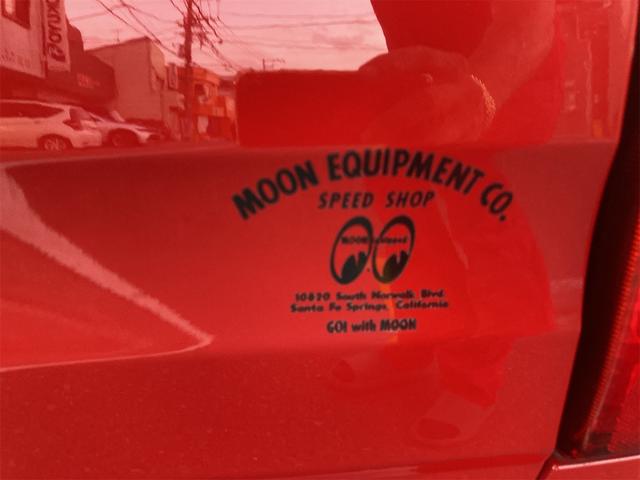 MOON EQUIPMENT CO.
SPEED SHOP
MOON
10820 South Norwalk Blvd.
Santa Fe Springs, California
GO! with MOON